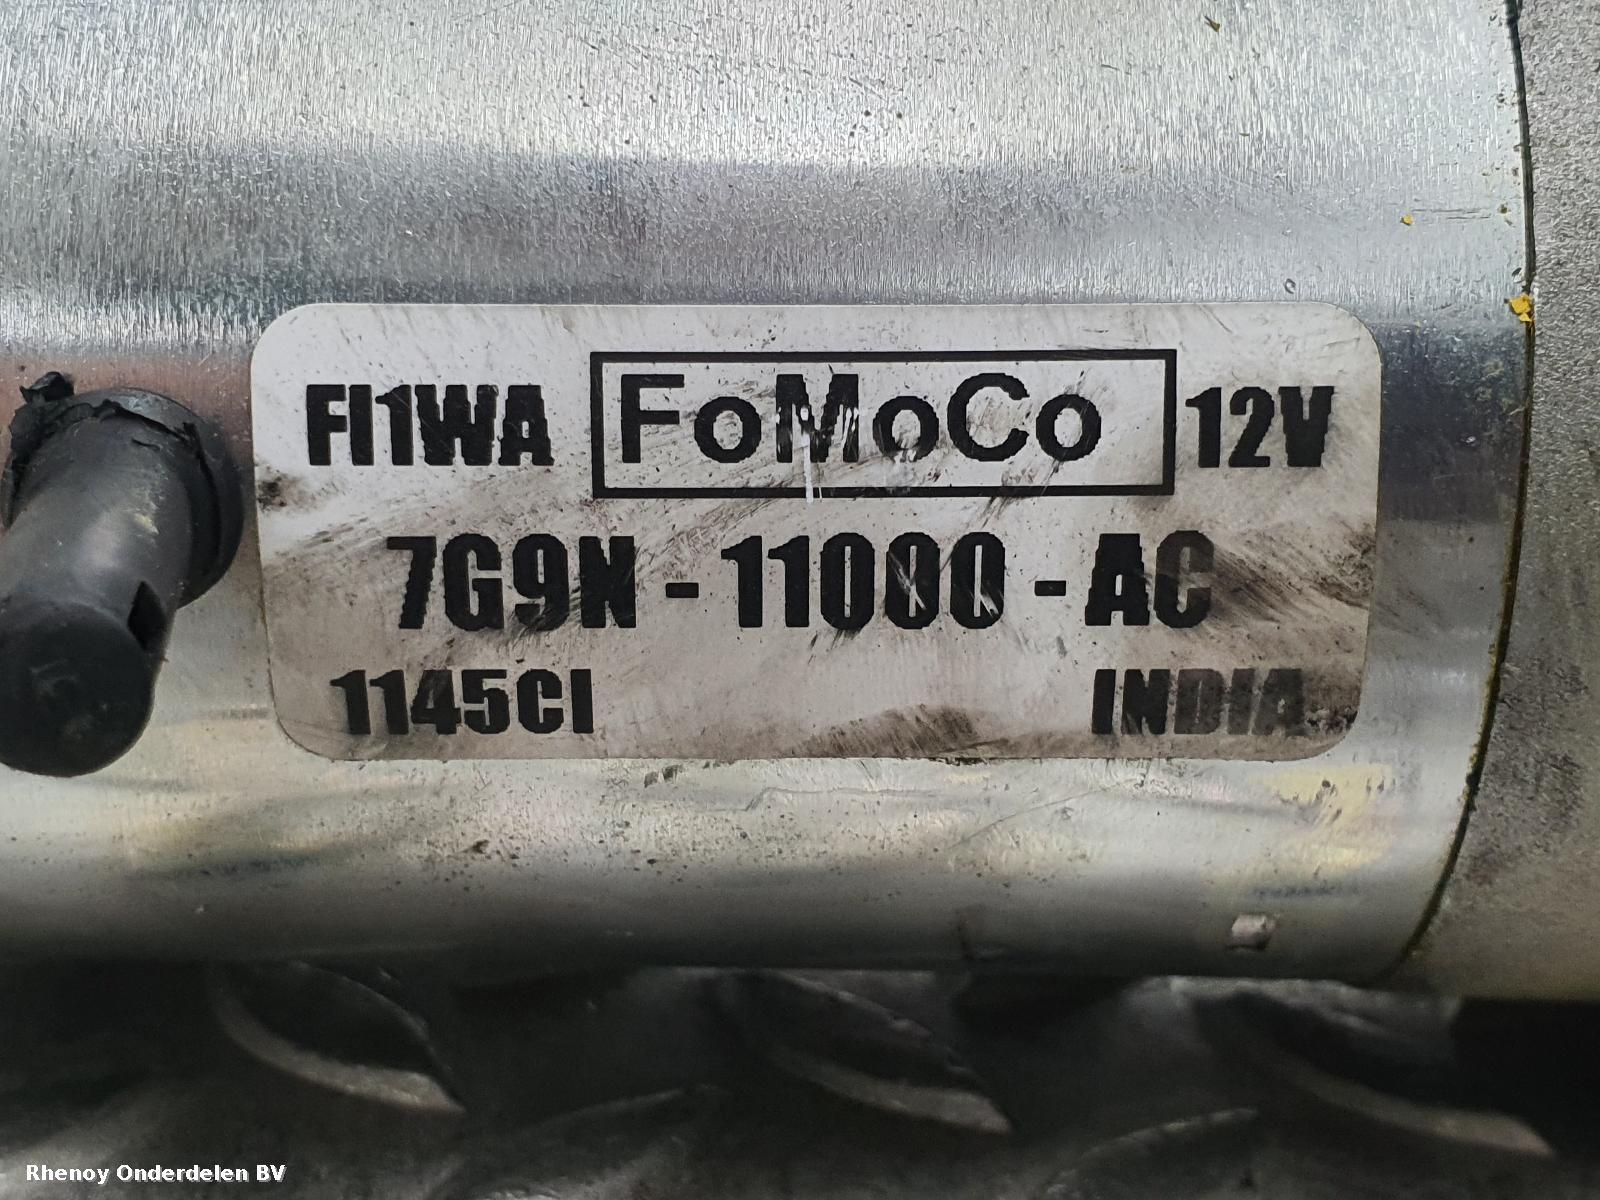 FI1WA FoMoCo 12V
7G9N - 11000 - AC
1145CI INDIA
Rhenoy Onderdelen BV